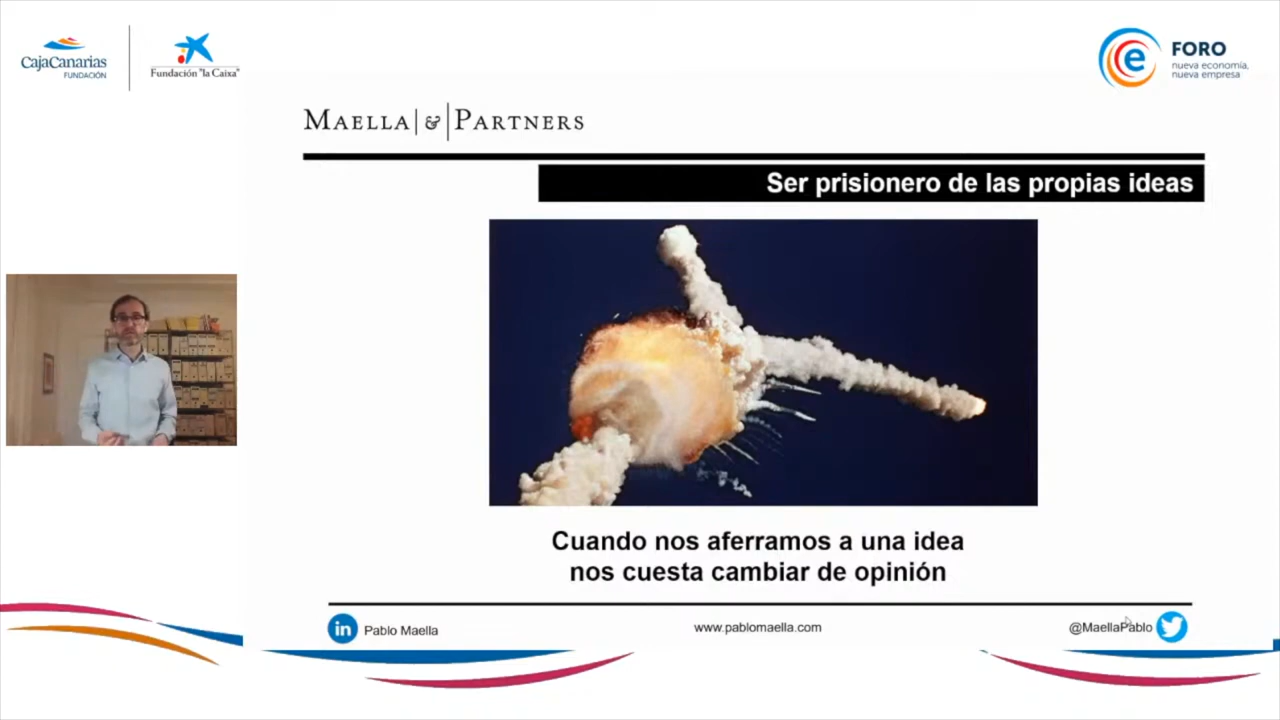 CajaCanarias
FUNDACIÓN
Fundación "la Caixa"
e
FORO
nueva economía,
nueva empresa
MAELLA & PARTNERS
Ser prisionero de las propias ideas
Cuando nos aferramos a una idea
nos cuesta cambiar de opinión
in
Pablo Maella
www.pablomaella.com
@MaellaPablo